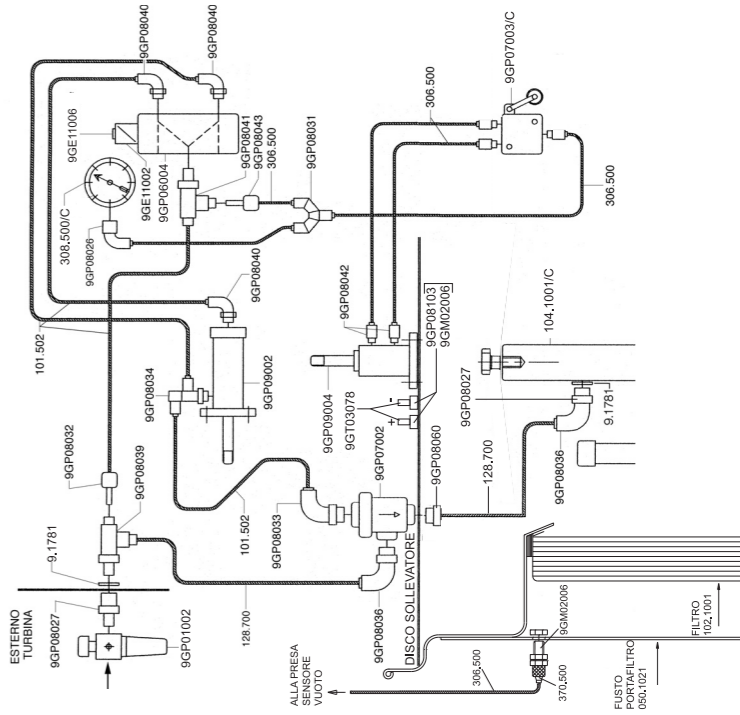 9GP08040
9GP08040
9GE11006
9GE11002
9GP06004
9GP08041
9GP08043
306.500
9GP08031
308.500/C
9GP08026
9GP07003/C
306.500
306.500
101.502
9GP08040
9GP08034
9GP09002
9GP08042
9GP08103
9GM02006
9GP09004
9GT03078
+
-
9GP08032
9GP08039
9.1781
ESTERNO
TURBINA
9GP08027
9GP01002
128.700
101.502
9GP08033
9GP07002
9GP08036
9GP08060
DISCO SOLLEVATORE
104.1001/C
9GP08027
9.1781
9GP08036
128.700
ALLA PRESA
SENSORE
VUOTO
306.500
370.500
9GM02006
FUSTO
PORTAFILTRO
050.1021
FILTRO
102.1001